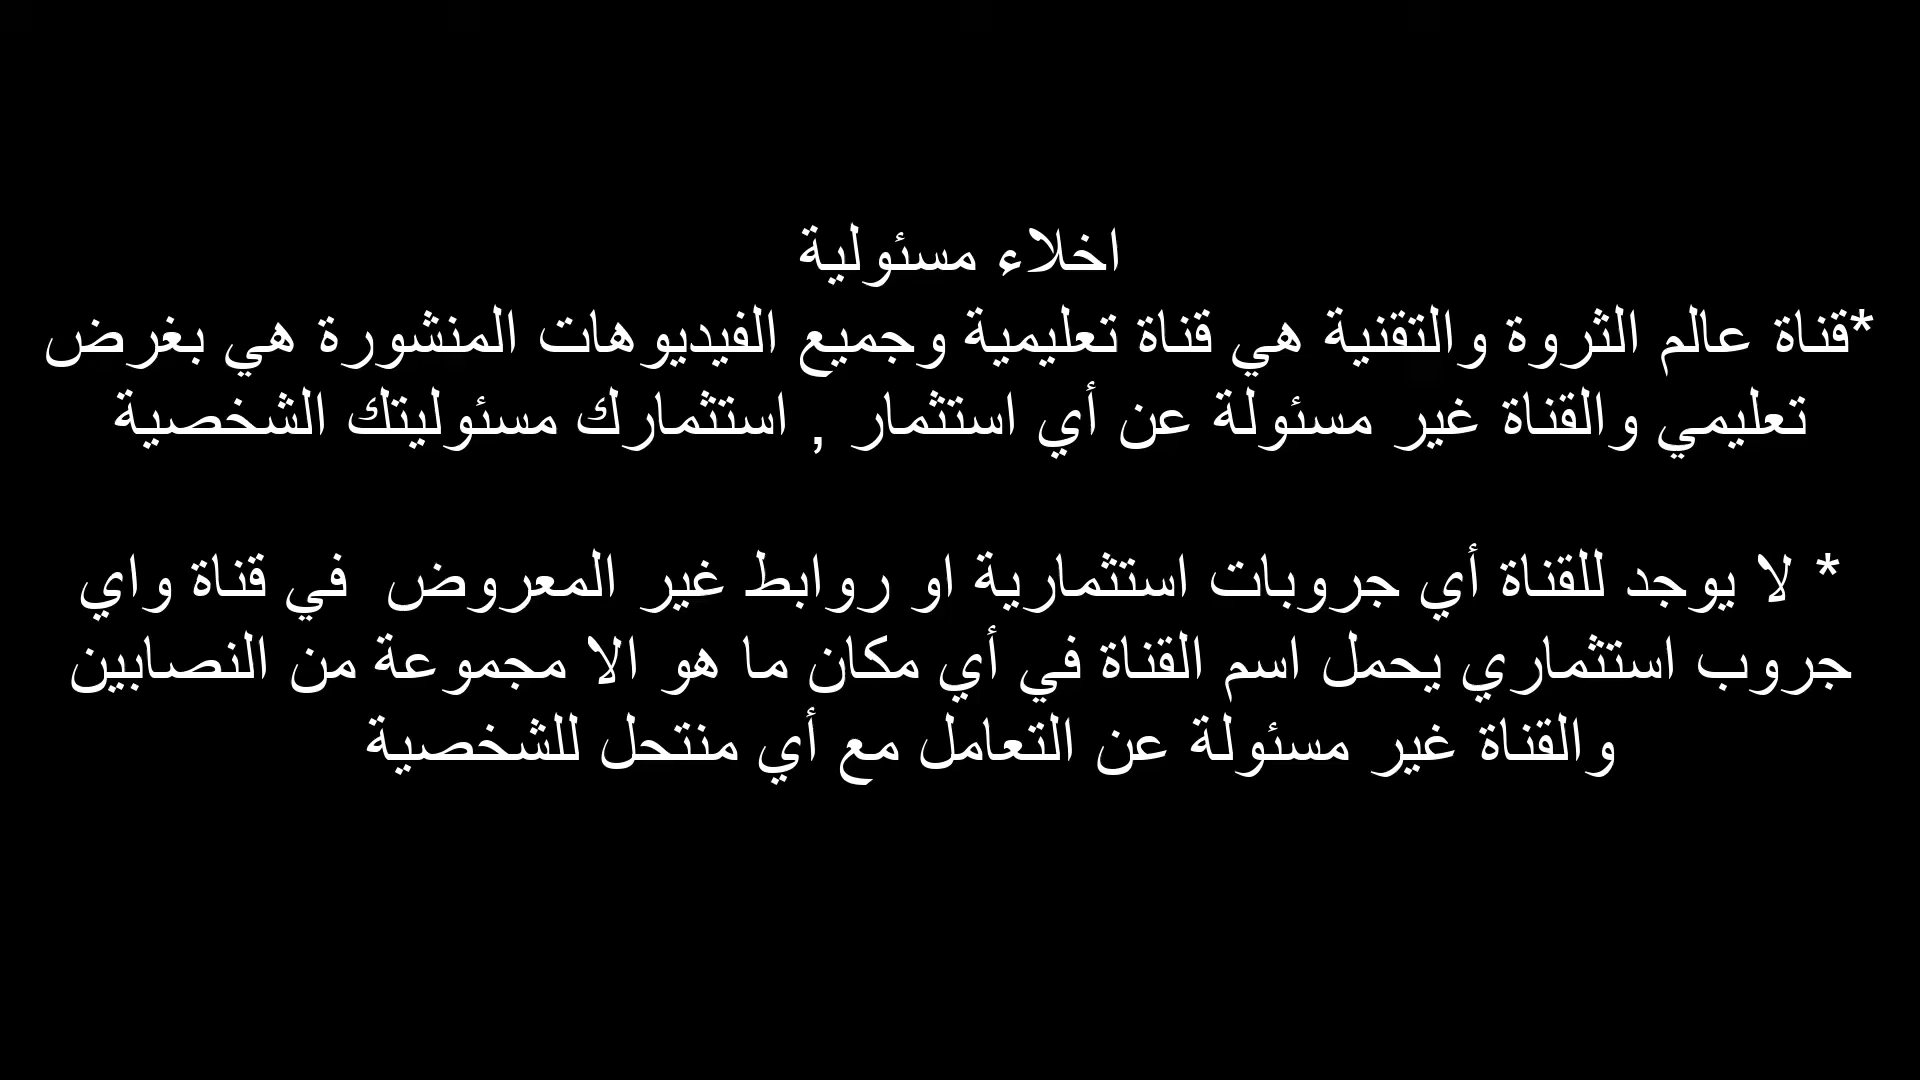 اخلاء مسئولية
*قناة عالم الثروة والتقنية هي قناة تعليمية وجميع الفيديوهات المنشورة هي بغرض
تعليمي والقناة غير مسئولة عن أي استثمار , استثمارك مسئوليتك الشخصية
* لا يوجد للقناة أي جروبات استثمارية او روابط غير المعروض في قناة واي
جروب استثماري يحمل اسم القناة في أي مكان ما هو الا مجموعة من النصابين
والقناة غير مسئولة عن التعامل مع أي منتحل للشخصية